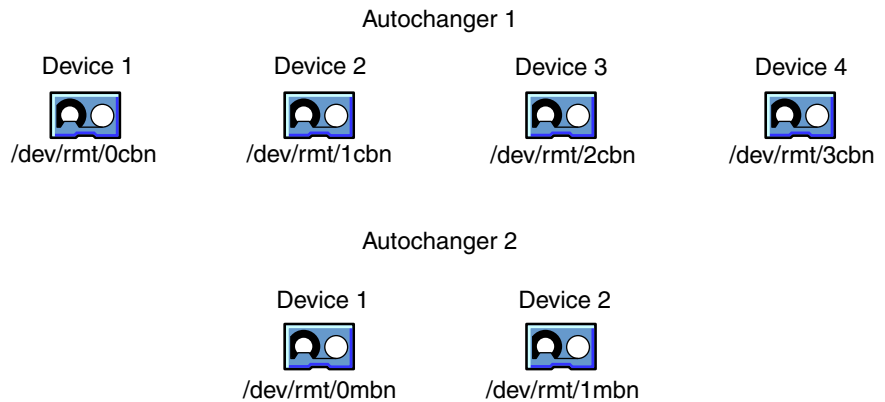 Autochanger 1
Device 1 Device 2 Device 3 Device 4
/dev/rmt/0cbn /dev/rmt/1cbn /dev/rmt/2cbn /dev/rmt/3cbn
Autochanger 2
Device 1 Device 2
/dev/rmt/0mbn /dev/rmt/1mbn